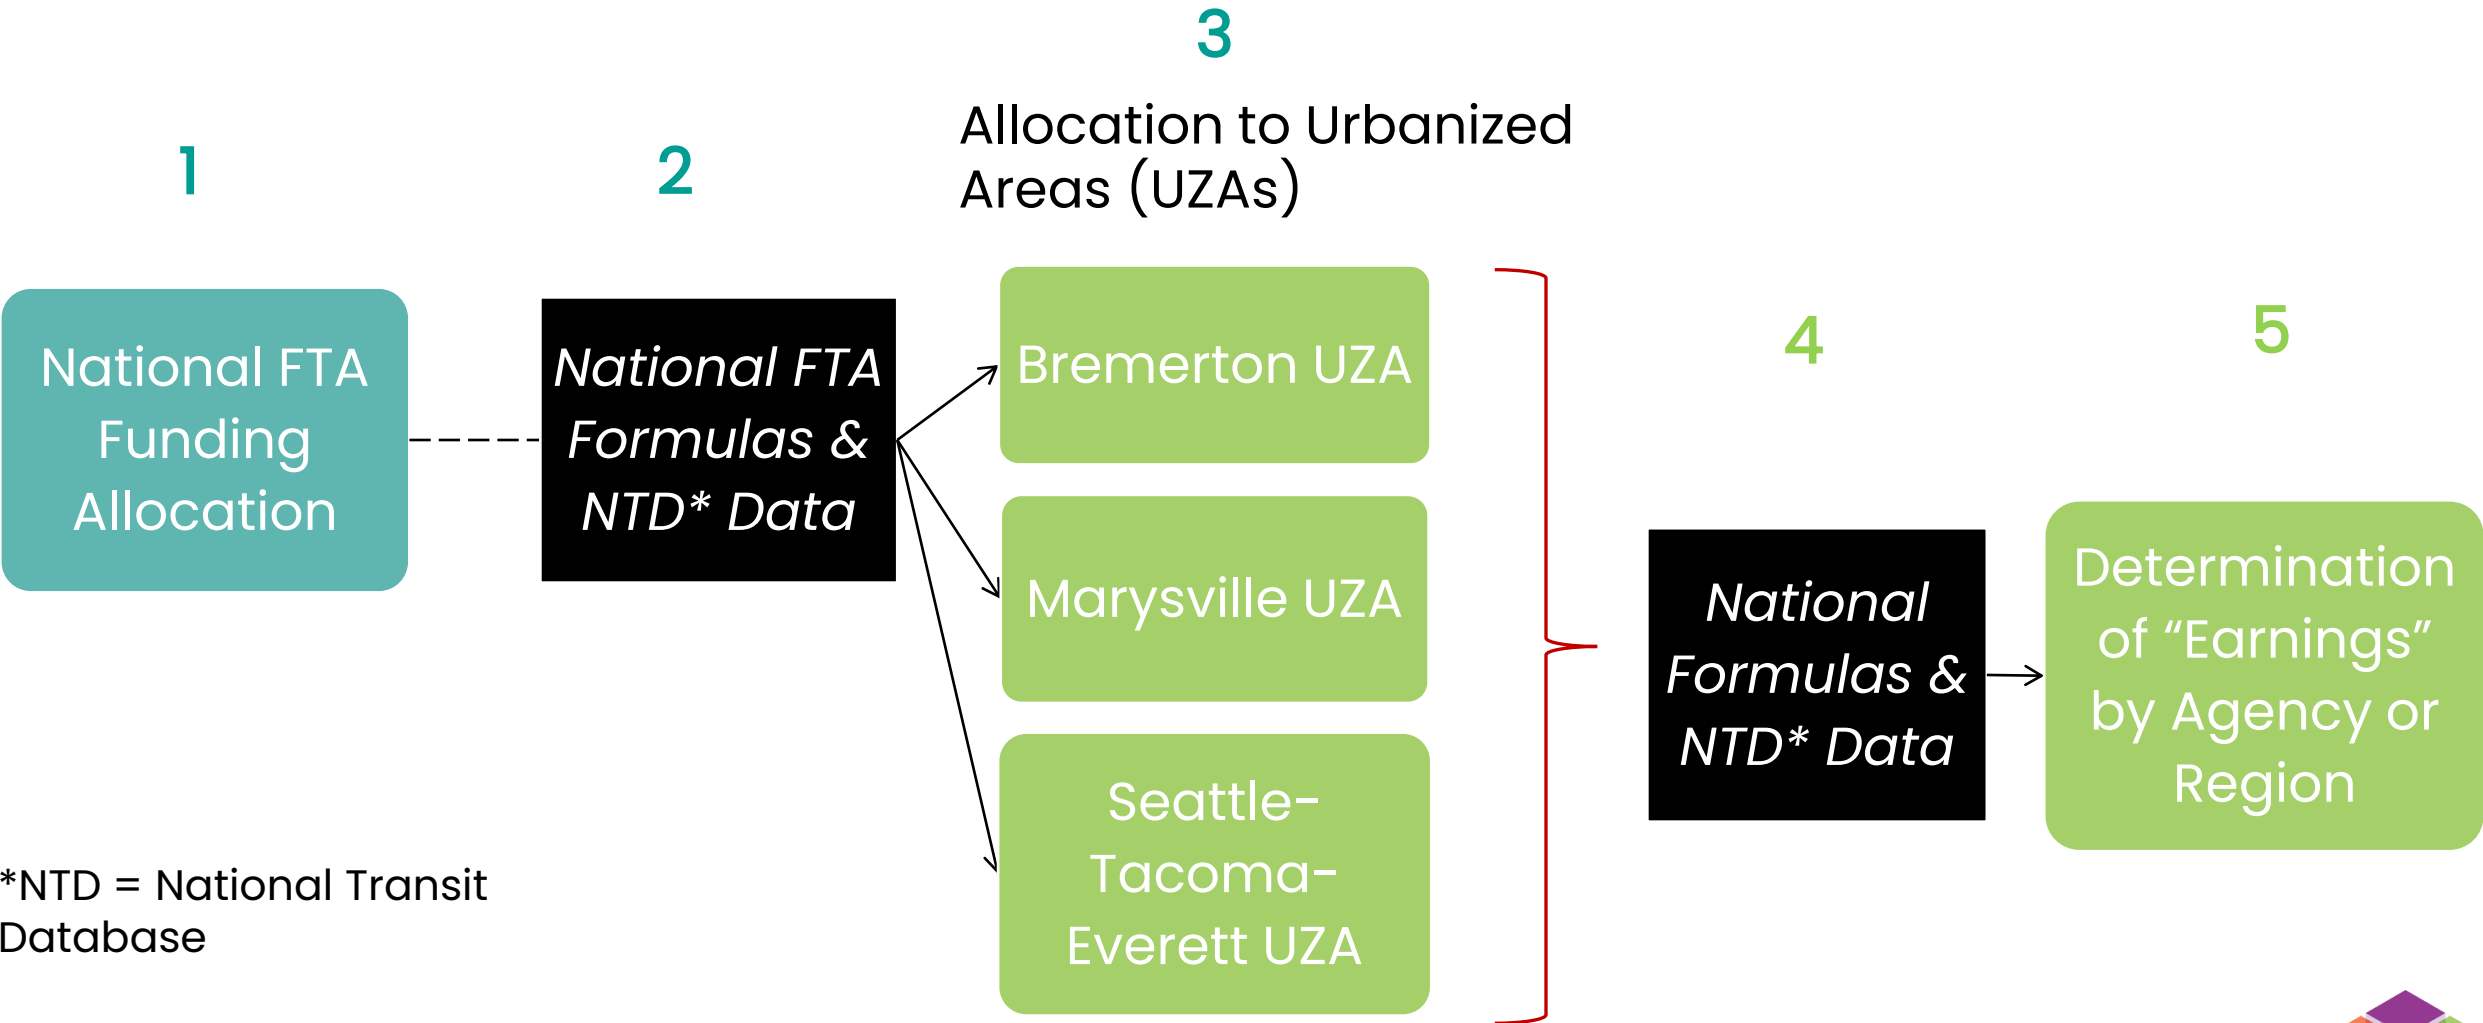 1
National FTA
Funding
Allocation
2
National FTA
Formulas &
NTD* Data
3
Allocation to Urbanized
Areas (UZAs)
Bremerton UZA
Marysville UZA
Seattle-
Tacoma-
Everett UZA
4
National
Formulas &
NTD* Data
5
Determination
of “Earnings”
by Agency or
Region
*NTD = National Transit
Database